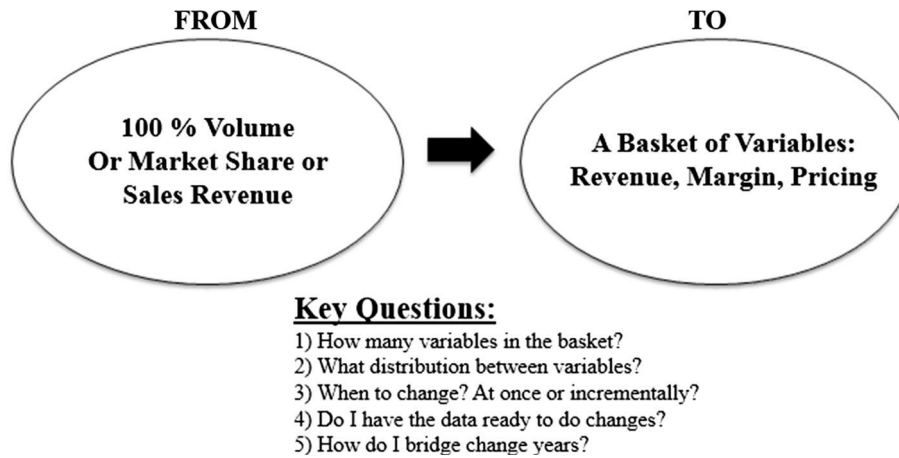 FROM
TO
100 % Volume
Or Market Share or
Sales Revenue
A Basket of Variables:
Revenue, Margin, Pricing
Key Questions:
1) How many variables in the basket?
2) What distribution between variables?
3) When to change? At once or incrementally?
4) Do I have the data ready to do changes?
5) How do I bridge change years?